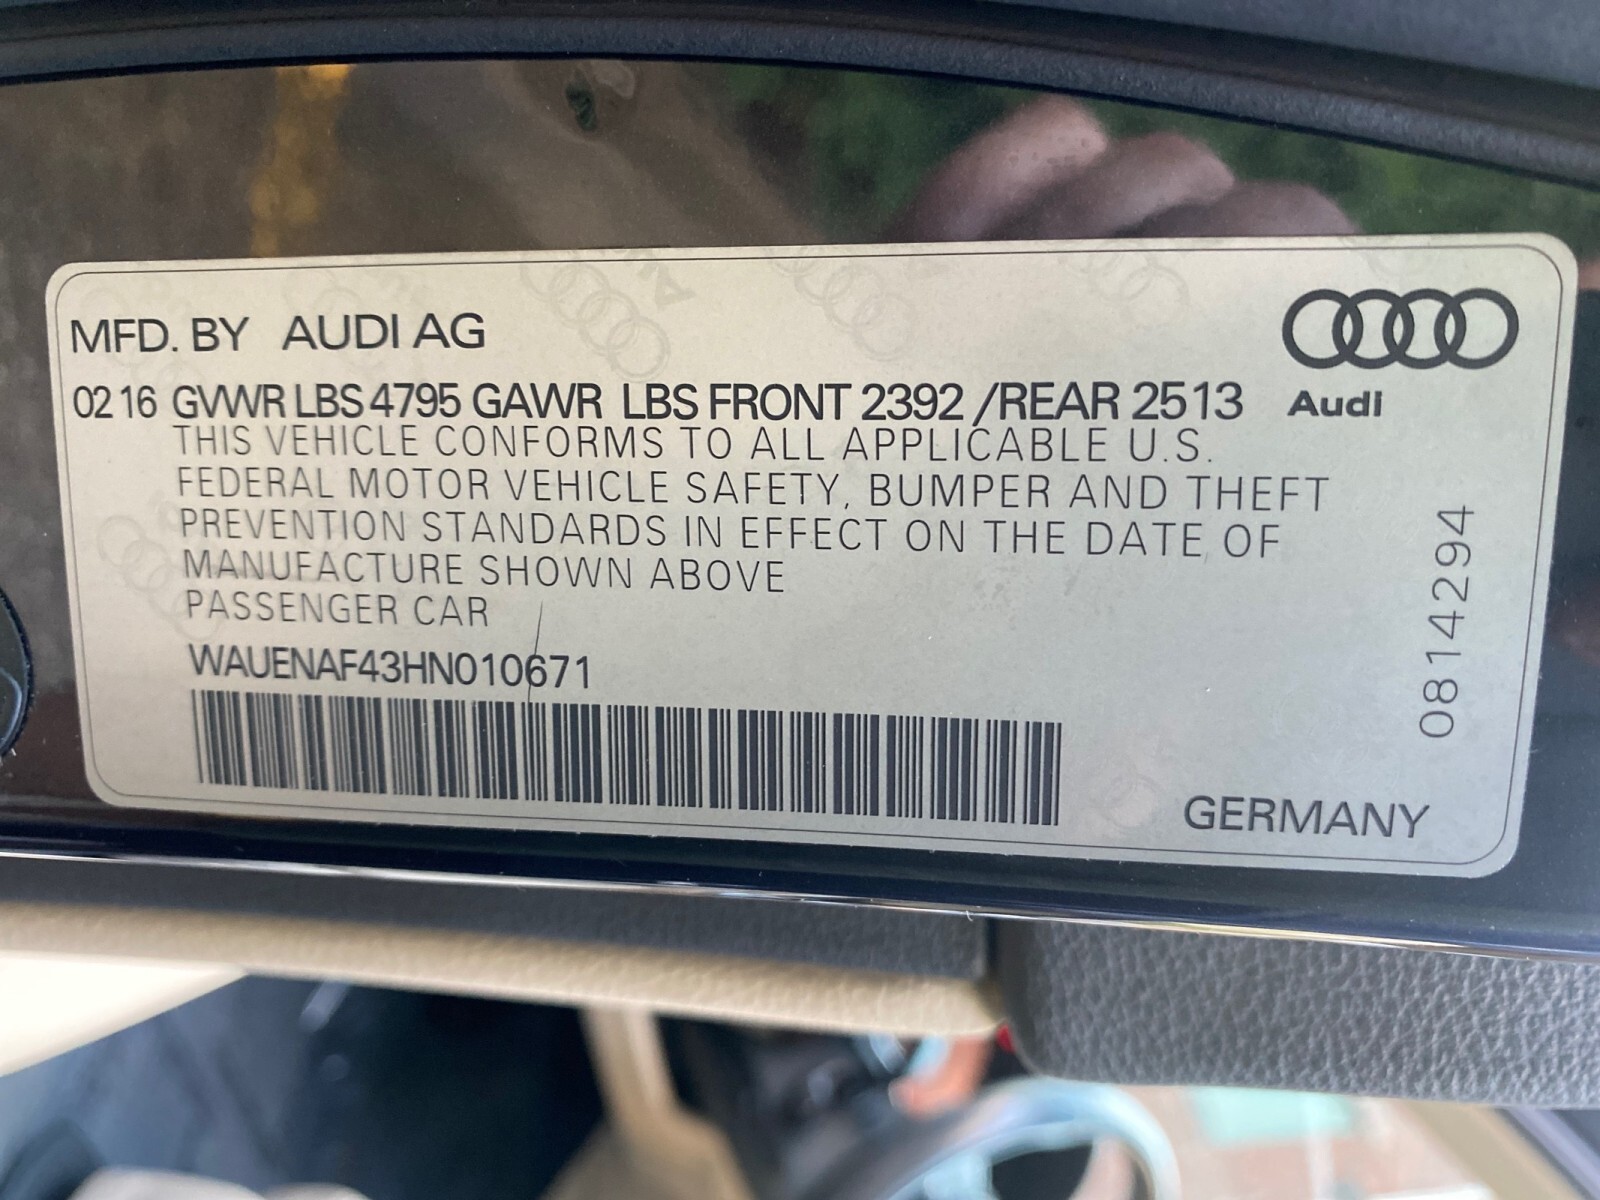 MFD. BY AUDI AG
02 16 GVWR LBS 4795 GAWR LBS FRONT 2392 /REAR 2513
Audi
THIS VEHICLE CONFORMS TO ALL APPLICABLE U.S.
FEDERAL MOTOR VEHICLE SAFETY, BUMPER AND THEFT
PREVENTION STANDARDS IN EFFECT ON THE DATE OF
MANUFACTURE SHOWN ABOVE
PASSENGER CAR
WAUENAF43HN010671
0814294
GERMANY